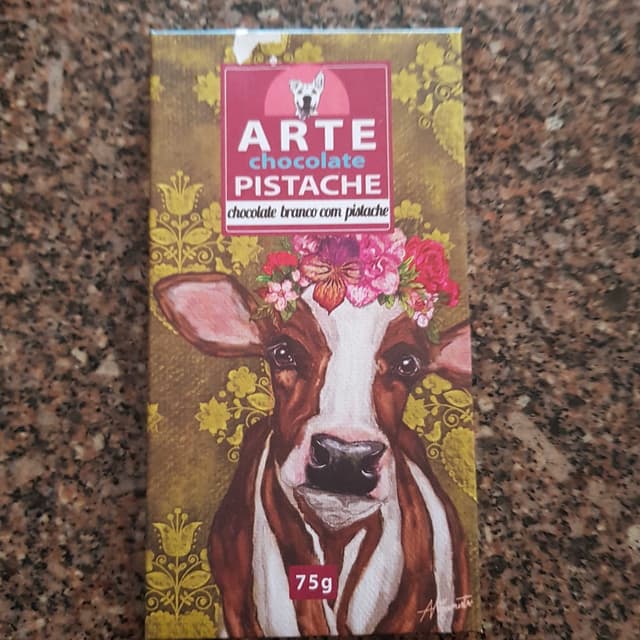 ARTE
chocolate
PISTACHE
chocolate branco com pistache
75g